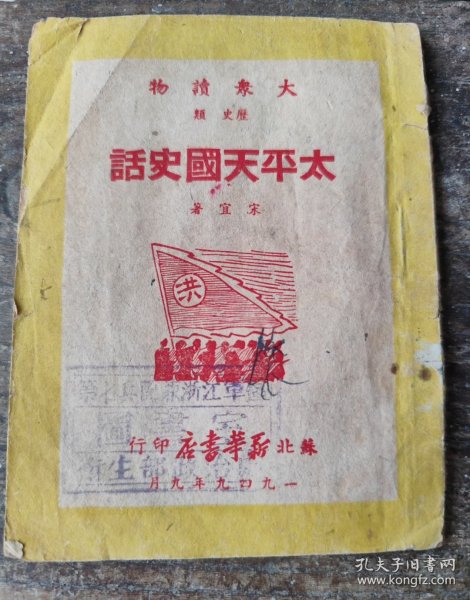 大衆讀物
歷史類
太平天國史話
宋宜著
洪
蘇北新華書店印行
一九四九年九月
孔夫子旧书网
www.kongfz.com